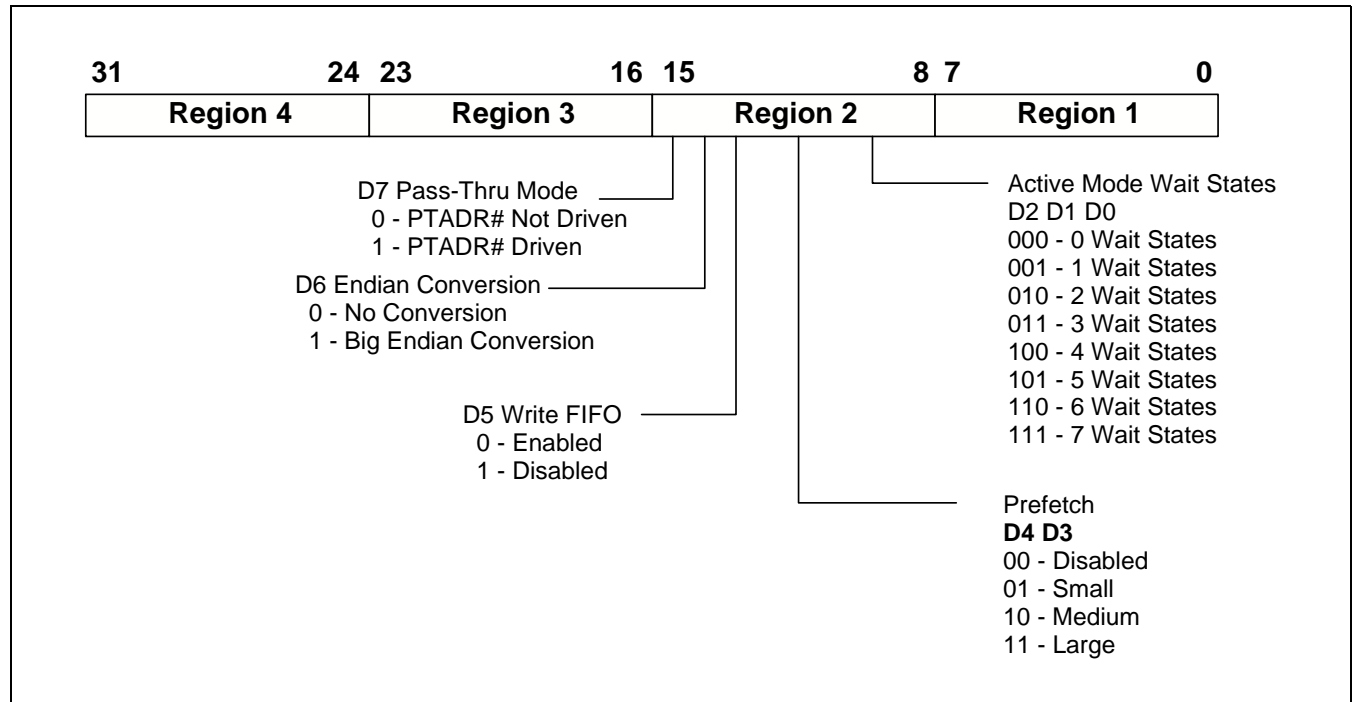 31 24 23 16 15 8 7 0
Region 4 Region 3 Region 2 Region 1
D7 Pass-Thru Mode
0 - PTADR# Not Driven
1 - PTADR# Driven
D6 Endian Conversion
0 - No Conversion
1 - Big Endian Conversion
D5 Write FIFO
0 - Enabled
1 - Disabled
Active Mode Wait States
D2 D1 D0
000 - 0 Wait States
001 - 1 Wait States
010 - 2 Wait States
011 - 3 Wait States
100 - 4 Wait States
101 - 5 Wait States
110 - 6 Wait States
111 - 7 Wait States
Prefetch
D4 D3
00 - Disabled
01 - Small
10 - Medium
11 - Large